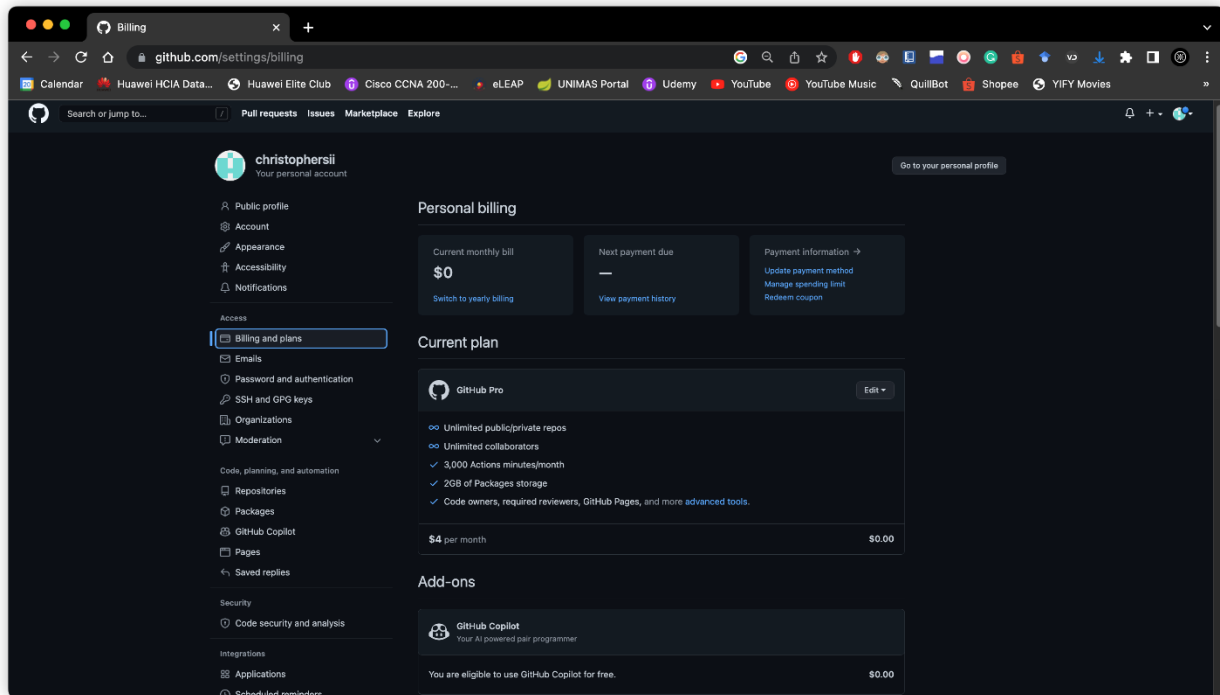 Billing
github.com/settings/billing
Calendar Huawei HCIA Data... Huawei Elite Club Cisco CCNA 200-... eLEAP UNIMAS Portal Udemy YouTube YouTube Music QuillBot Shopee YIFY Movies »
Search or jump to... / Pull requests Issues Marketplace Explore
christophersii
Your personal account
Go to your personal profile
Public profile
Account
Appearance
Accessibility
Notifications
Access
Billing and plans
Emails
Password and authentication
SSH and GPG keys
Organizations
Moderation
Code, planning, and automation
Repositories
Packages
GitHub Copilot
Pages
Saved replies
Security
Code security and analysis
Integrations
Applications
Scheduled reminders
Personal billing
Current monthly bill
$0
Switch to yearly billing
Next payment due
—
View payment history
Payment information →
Update payment method
Manage spending limit
Redeem coupon
Current plan
GitHub Pro
Edit
Unlimited public/private repos
Unlimited collaborators
3,000 Actions minutes/month
2GB of Packages storage
Code owners, required reviewers, GitHub Pages, and more advanced tools.
$4 per month $0.00
Add-ons
GitHub Copilot
Your AI powered pair programmer
You are eligible to use GitHub Copilot for free. $0.00